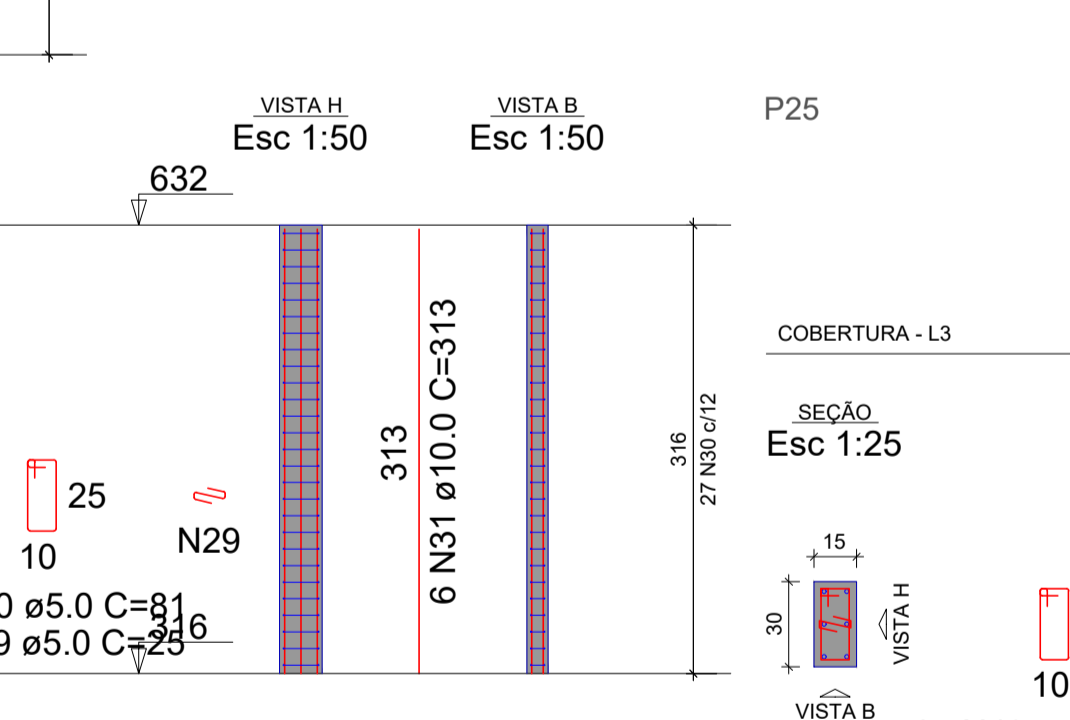 VISTA H
Esc 1:50
VISTA B
Esc 1:50
P25
632
COBERTURA - L3
SEÇÃO
Esc 1:25
313
6 N31 ø10.0 C=313
316
27 N30 c/12
25
10
N29
0 ø5.0 C=81
9 ø5.0 C=25
316
15
30
VISTA H
VISTA B
10